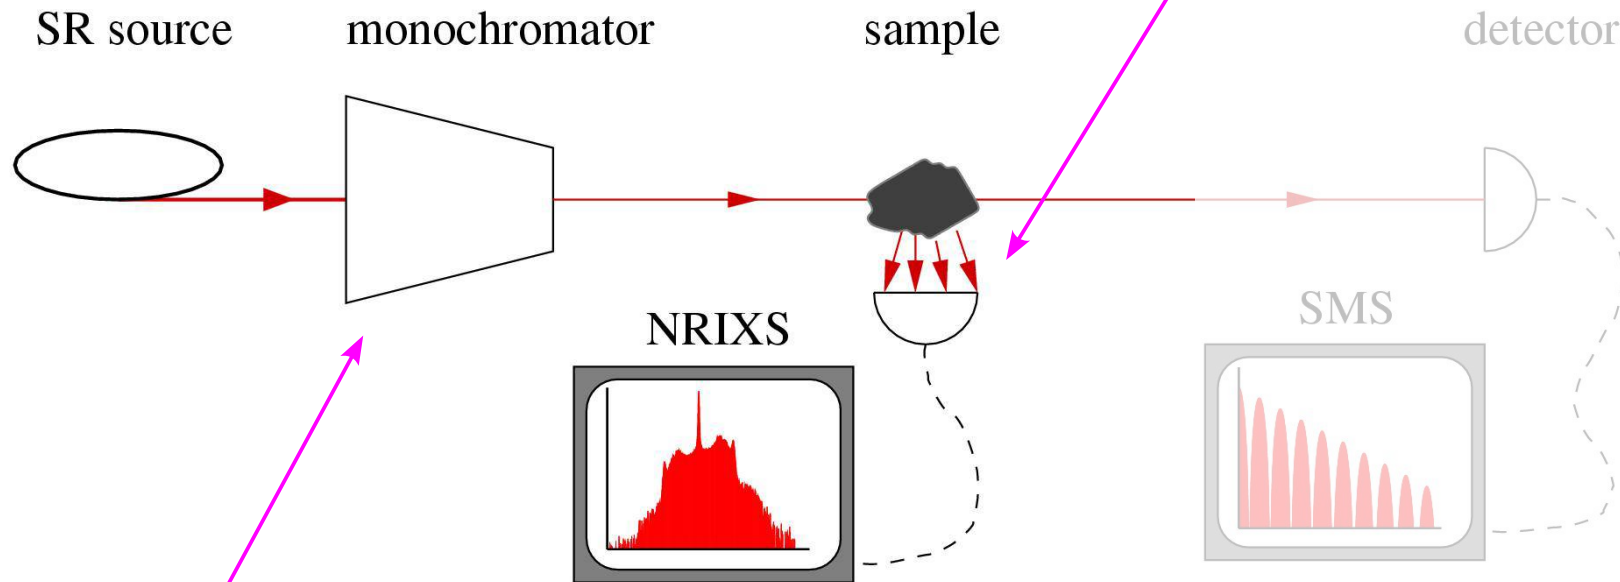 SR source
monochromator
sample
detector
NRIXS
SMS